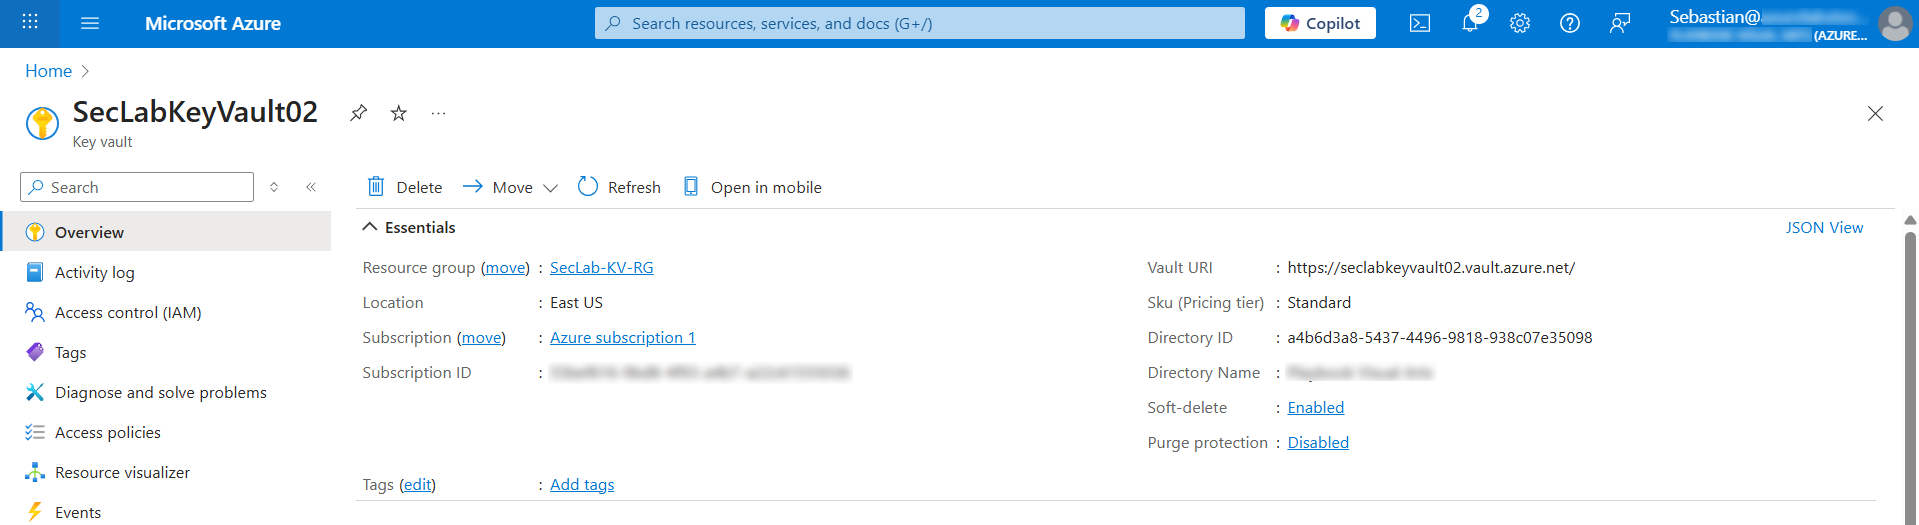 Microsoft Azure
Search resources, services, and docs (G+/)
Copilot
2
Sebastian@
(AZURE...
Home
SecLabKeyVault02
Key vault
Search
Delete
Move
Refresh
Open in mobile
Overview
Activity log
Access control (IAM)
Tags
Diagnose and solve problems
Access policies
Resource visualizer
Events
Essentials
JSON View
Resource group (move) : SecLab-KV-RG
Location : East US
Subscription (move) : Azure subscription 1
Subscription ID :
Vault URI : https://seclabkeyvault02.vault.azure.net/
Sku (Pricing tier) : Standard
Directory ID : a4b6d3a8-5437-4496-9818-938c07e35098
Directory Name :
Soft-delete : Enabled
Purge protection : Disabled
Tags (edit) : Add tags